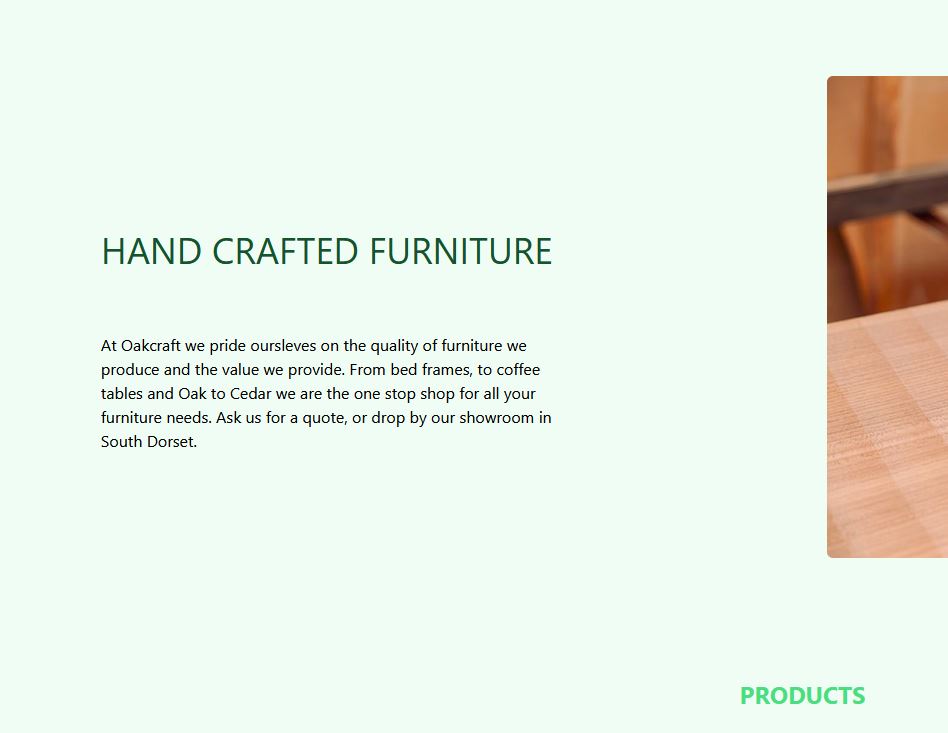 HAND CRAFTED FURNITURE
At Oakcraft we pride oursleves on the quality of furniture we
produce and the value we provide. From bed frames, to coffee
tables and Oak to Cedar we are the one stop shop for all your
furniture needs. Ask us for a quote, or drop by our showroom in
South Dorset.
PRODUCTS